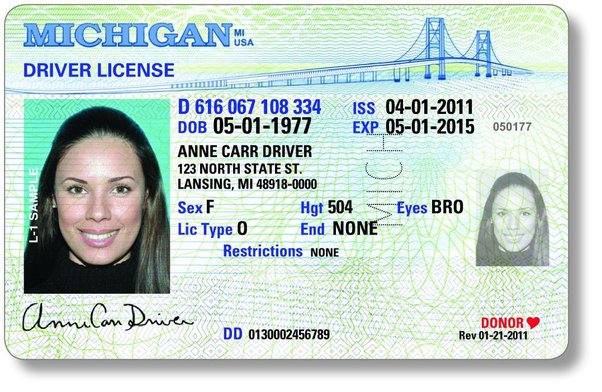 MICHIGAN MI USA
DRIVER LICENSE
D 616 067 108 334 ISS 04-01-2011
DOB 05-01-1977 EXP 05-01-2015 050177
ANNE CARR DRIVER
123 NORTH STATE ST.
LANSING, MI 48918-0000
Sex F Hgt 504 Eyes BRO
Lic Type O End NONE
Restrictions NONE
L-1 SAMPLE
MICH
Anne Carr Driver
DD 0130002456789
DONOR
Rev 01-21-2011